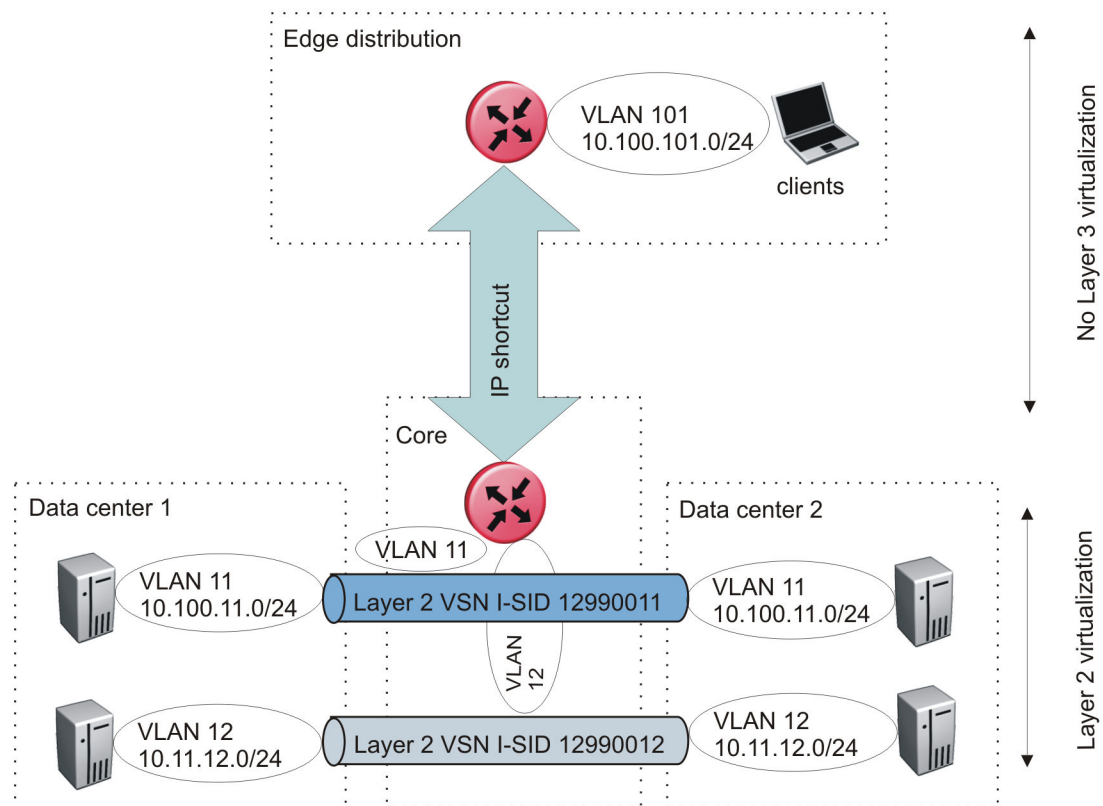 Edge distribution
VLAN 101
10.100.101.0/24
clients
No Layer 3 virtualization
IP shortcut
Core
Data center 1
Data center 2
VLAN 11
VLAN 11
10.100.11.0/24
Layer 2 VSN I-SID 12990011
VLAN 11
10.100.11.0/24
VLAN
12
VLAN 12
10.11.12.0/24
Layer 2 VSN I-SID 12990012
VLAN 12
10.11.12.0/24
Layer 2 virtualization